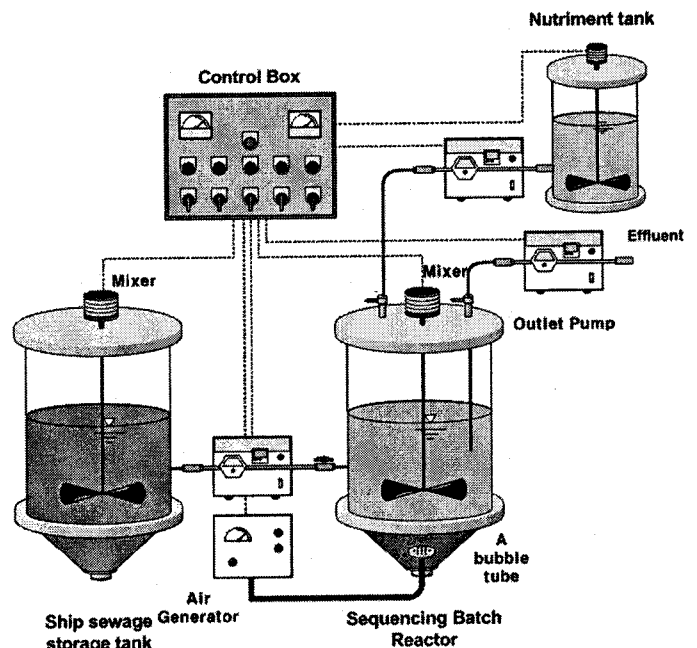 Nutriment tank
Control Box
Effluent
Mixer
Mixer
Outlet Pump
A
bubble
tube
Air
Generator
Ship sewage
storage tank
Sequencing Batch
Reactor